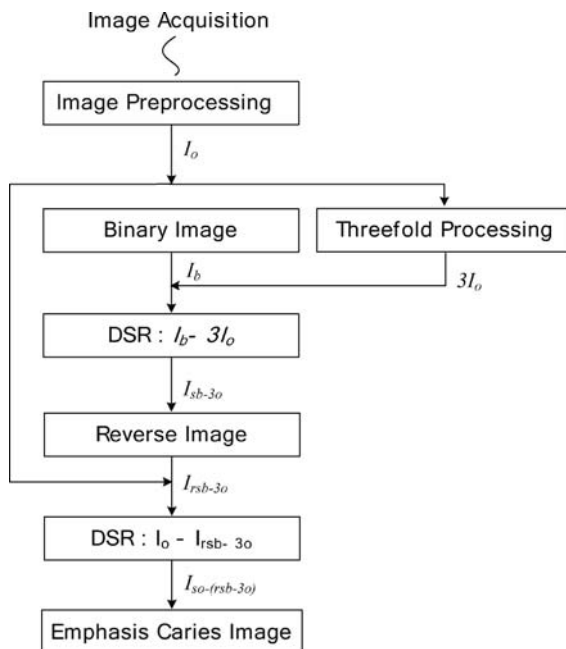 Image Acquisition
Image Preprocessing
Io
Binary Image
Threefold Processing
Ib
3Io
DSR : Ib- 3Io
Isb-3o
Reverse Image
Irsb-3o
DSR : Io - Irsb- 3o
Iso-(rsb-3o)
Emphasis Caries Image